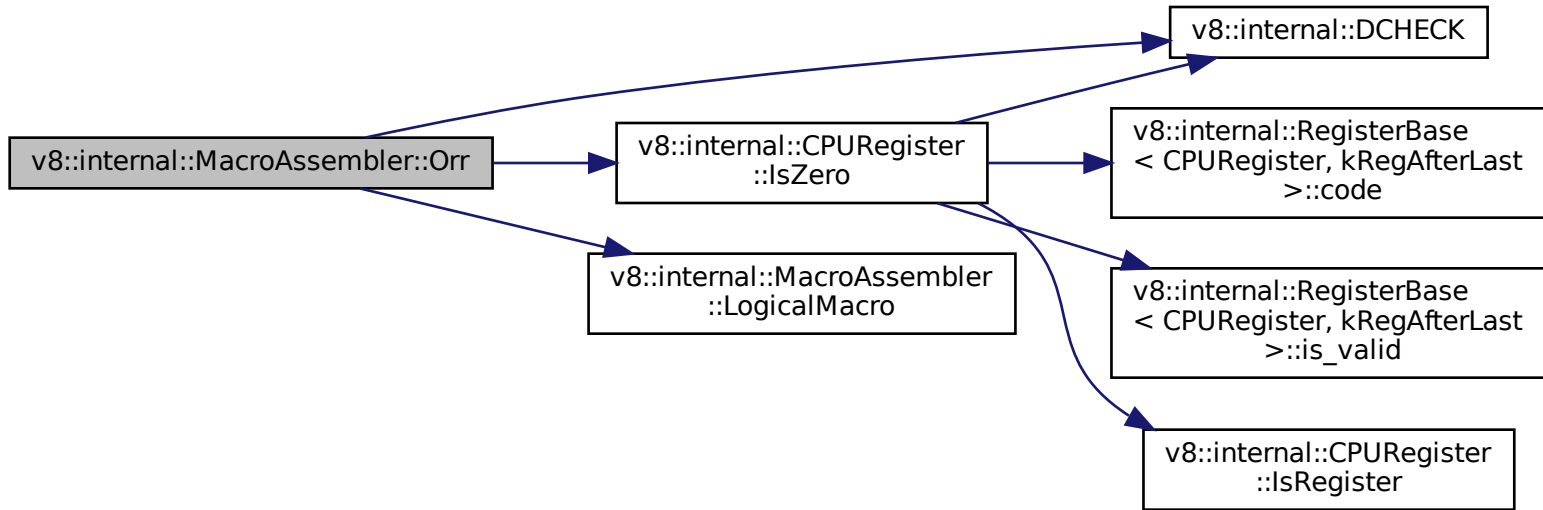 v8::internal::MacroAssembler::Orr
v8::internal::DCHECK
v8::internal::CPURegister
::IsZero
v8::internal::MacroAssembler
::LogicalMacro
v8::internal::RegisterBase
< CPURegister, kRegAfterLast
>::code
v8::internal::RegisterBase
< CPURegister, kRegAfterLast
>::is_valid
v8::internal::CPURegister
::IsRegister